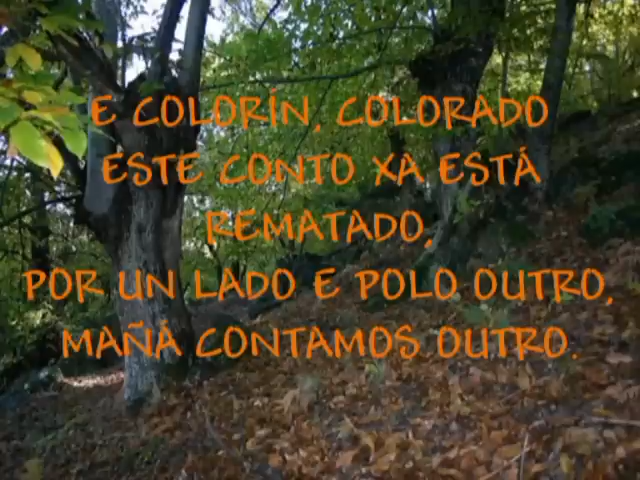 E COLORÍN, COLORADO
ESTE CONTO XA ESTÁ
REMATADO,
POR UN LADO E POLO OUTRO,
MAÑÁ CONTAMOS OUTRO.